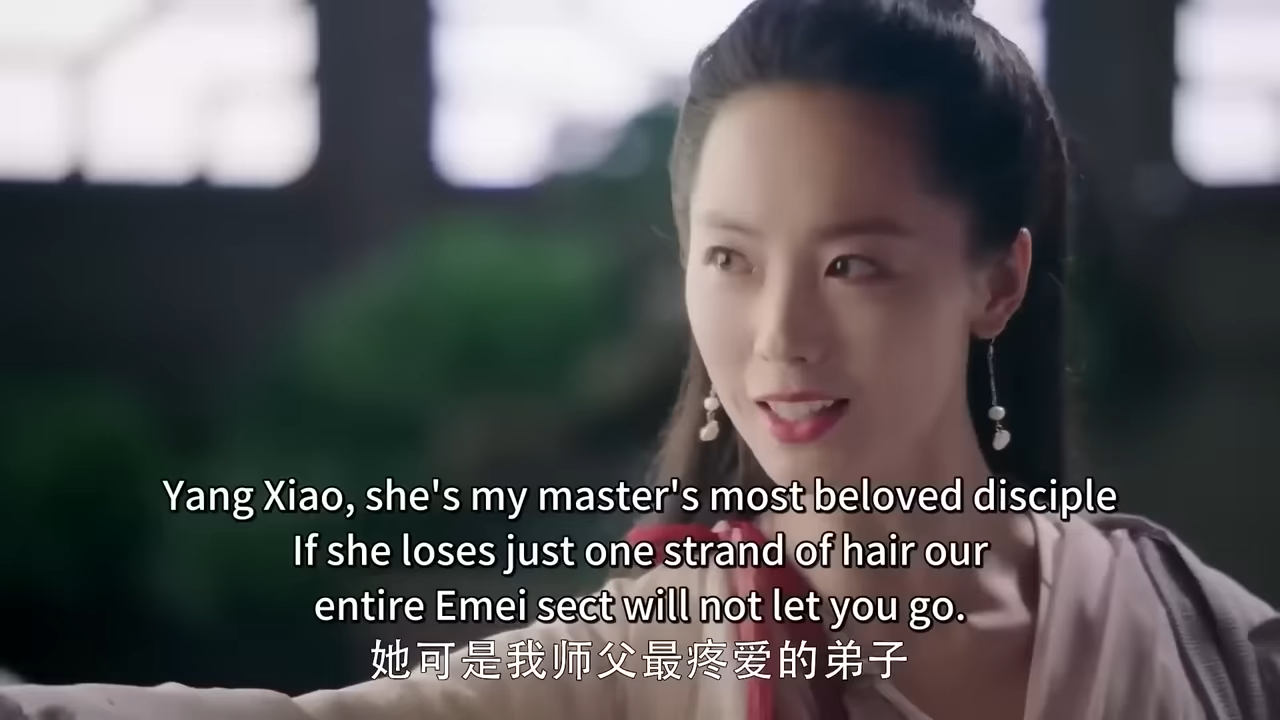 Yang Xiao, she's my master's most beloved disciple
If she loses just one strand of hair our
entire Emei sect will not let you go.
她可是我师父最疼爱的弟子